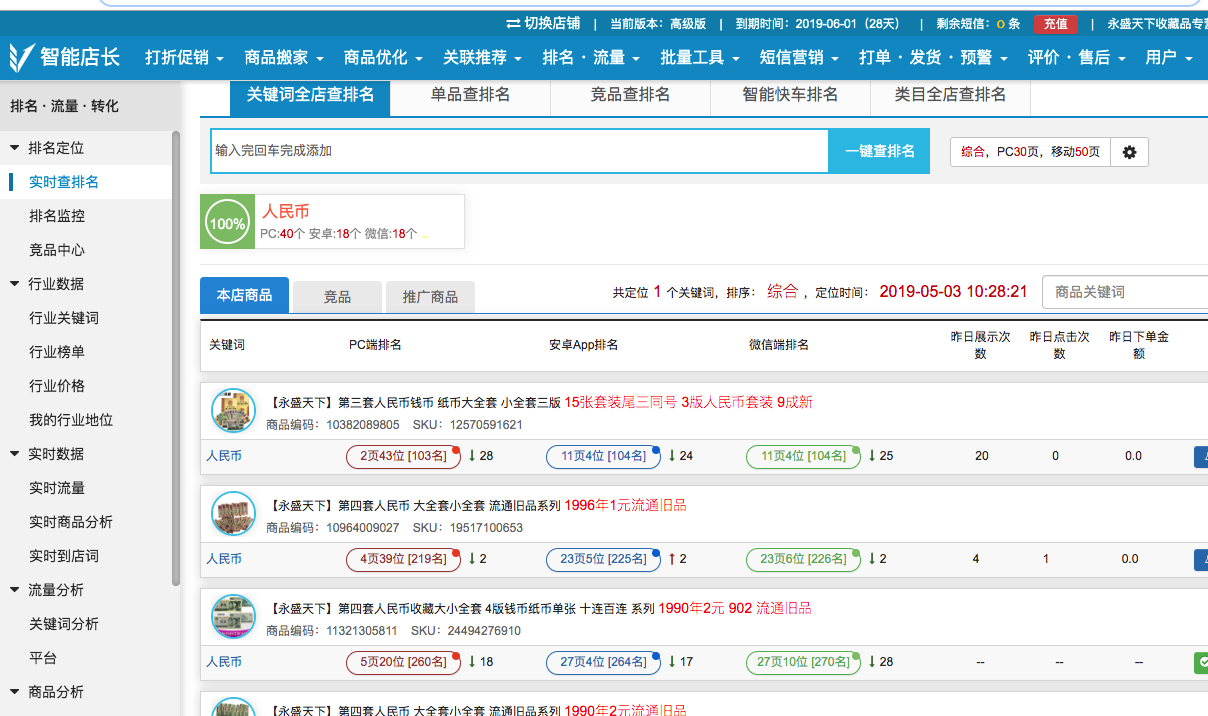 切换店铺 | 当前版本：高级版 | 到期时间：2019-06-01（28天） | 剩余短信：0 条 充值 | 永盛天下收藏品专营
智能店长 打折促销 商品搬家 商品优化 关联推荐 排名 · 流量 批量工具 短信营销 打单 · 发货 · 预警 评价 · 售后 用户
排名 · 流量 · 转化
排名定位
实时查排名
排名监控
竞品中心
行业数据
行业关键词
行业榜单
行业价格
我的行业地位
实时数据
实时流量
实时商品分析
实时到店词
流量分析
关键词分析
平台
商品分析
关键词全店查排名 单品查排名 竞品查排名 智能快车排名 类目全店查排名
输入完回车完成添加 一键查排名 综合，PC30页，移动50页
100% 人民币
PC:40个 安卓:18个 微信:18个
本店商品 竞品 推广商品 共定位 1 个关键词，排序： 综合 ，定位时间： 2019-05-03 10:28:21 商品关键词
关键词 PC端排名 安卓App排名 微信端排名 昨日展示次数 昨日点击次数 昨日下单金额
【永盛天下】第三套人民币钱币 纸币大全套 小全套三版 15张套装尾三同号 3版人民币套装 9成新
商品编码：10382089805 SKU：12570591621
人民币 2页43位 [103名] ↓28 11页4位 [104名] ↓24 11页4位 [104名] ↓25 20 0 0.0
【永盛天下】第四套人民币 大全套小全套 流通旧品系列 1996年1元流通旧品
商品编码：10964009027 SKU：19517100653
人民币 4页39位 [219名] ↓2 23页5位 [225名] ↑2 23页6位 [226名] ↓2 4 1 0.0
【永盛天下】第四套人民币收藏大小全套 4版钱币纸币单张 十连百连 系列 1990年2元 902 流通旧品
商品编码：11321305811 SKU：24494276910
人民币 5页20位 [260名] ↓18 27页4位 [264名] ↓17 27页10位 [270名] ↓28 -- -- --
【永盛天下】第四套人民币 大全套小全套 流通旧品系列 1990年2元流通旧品